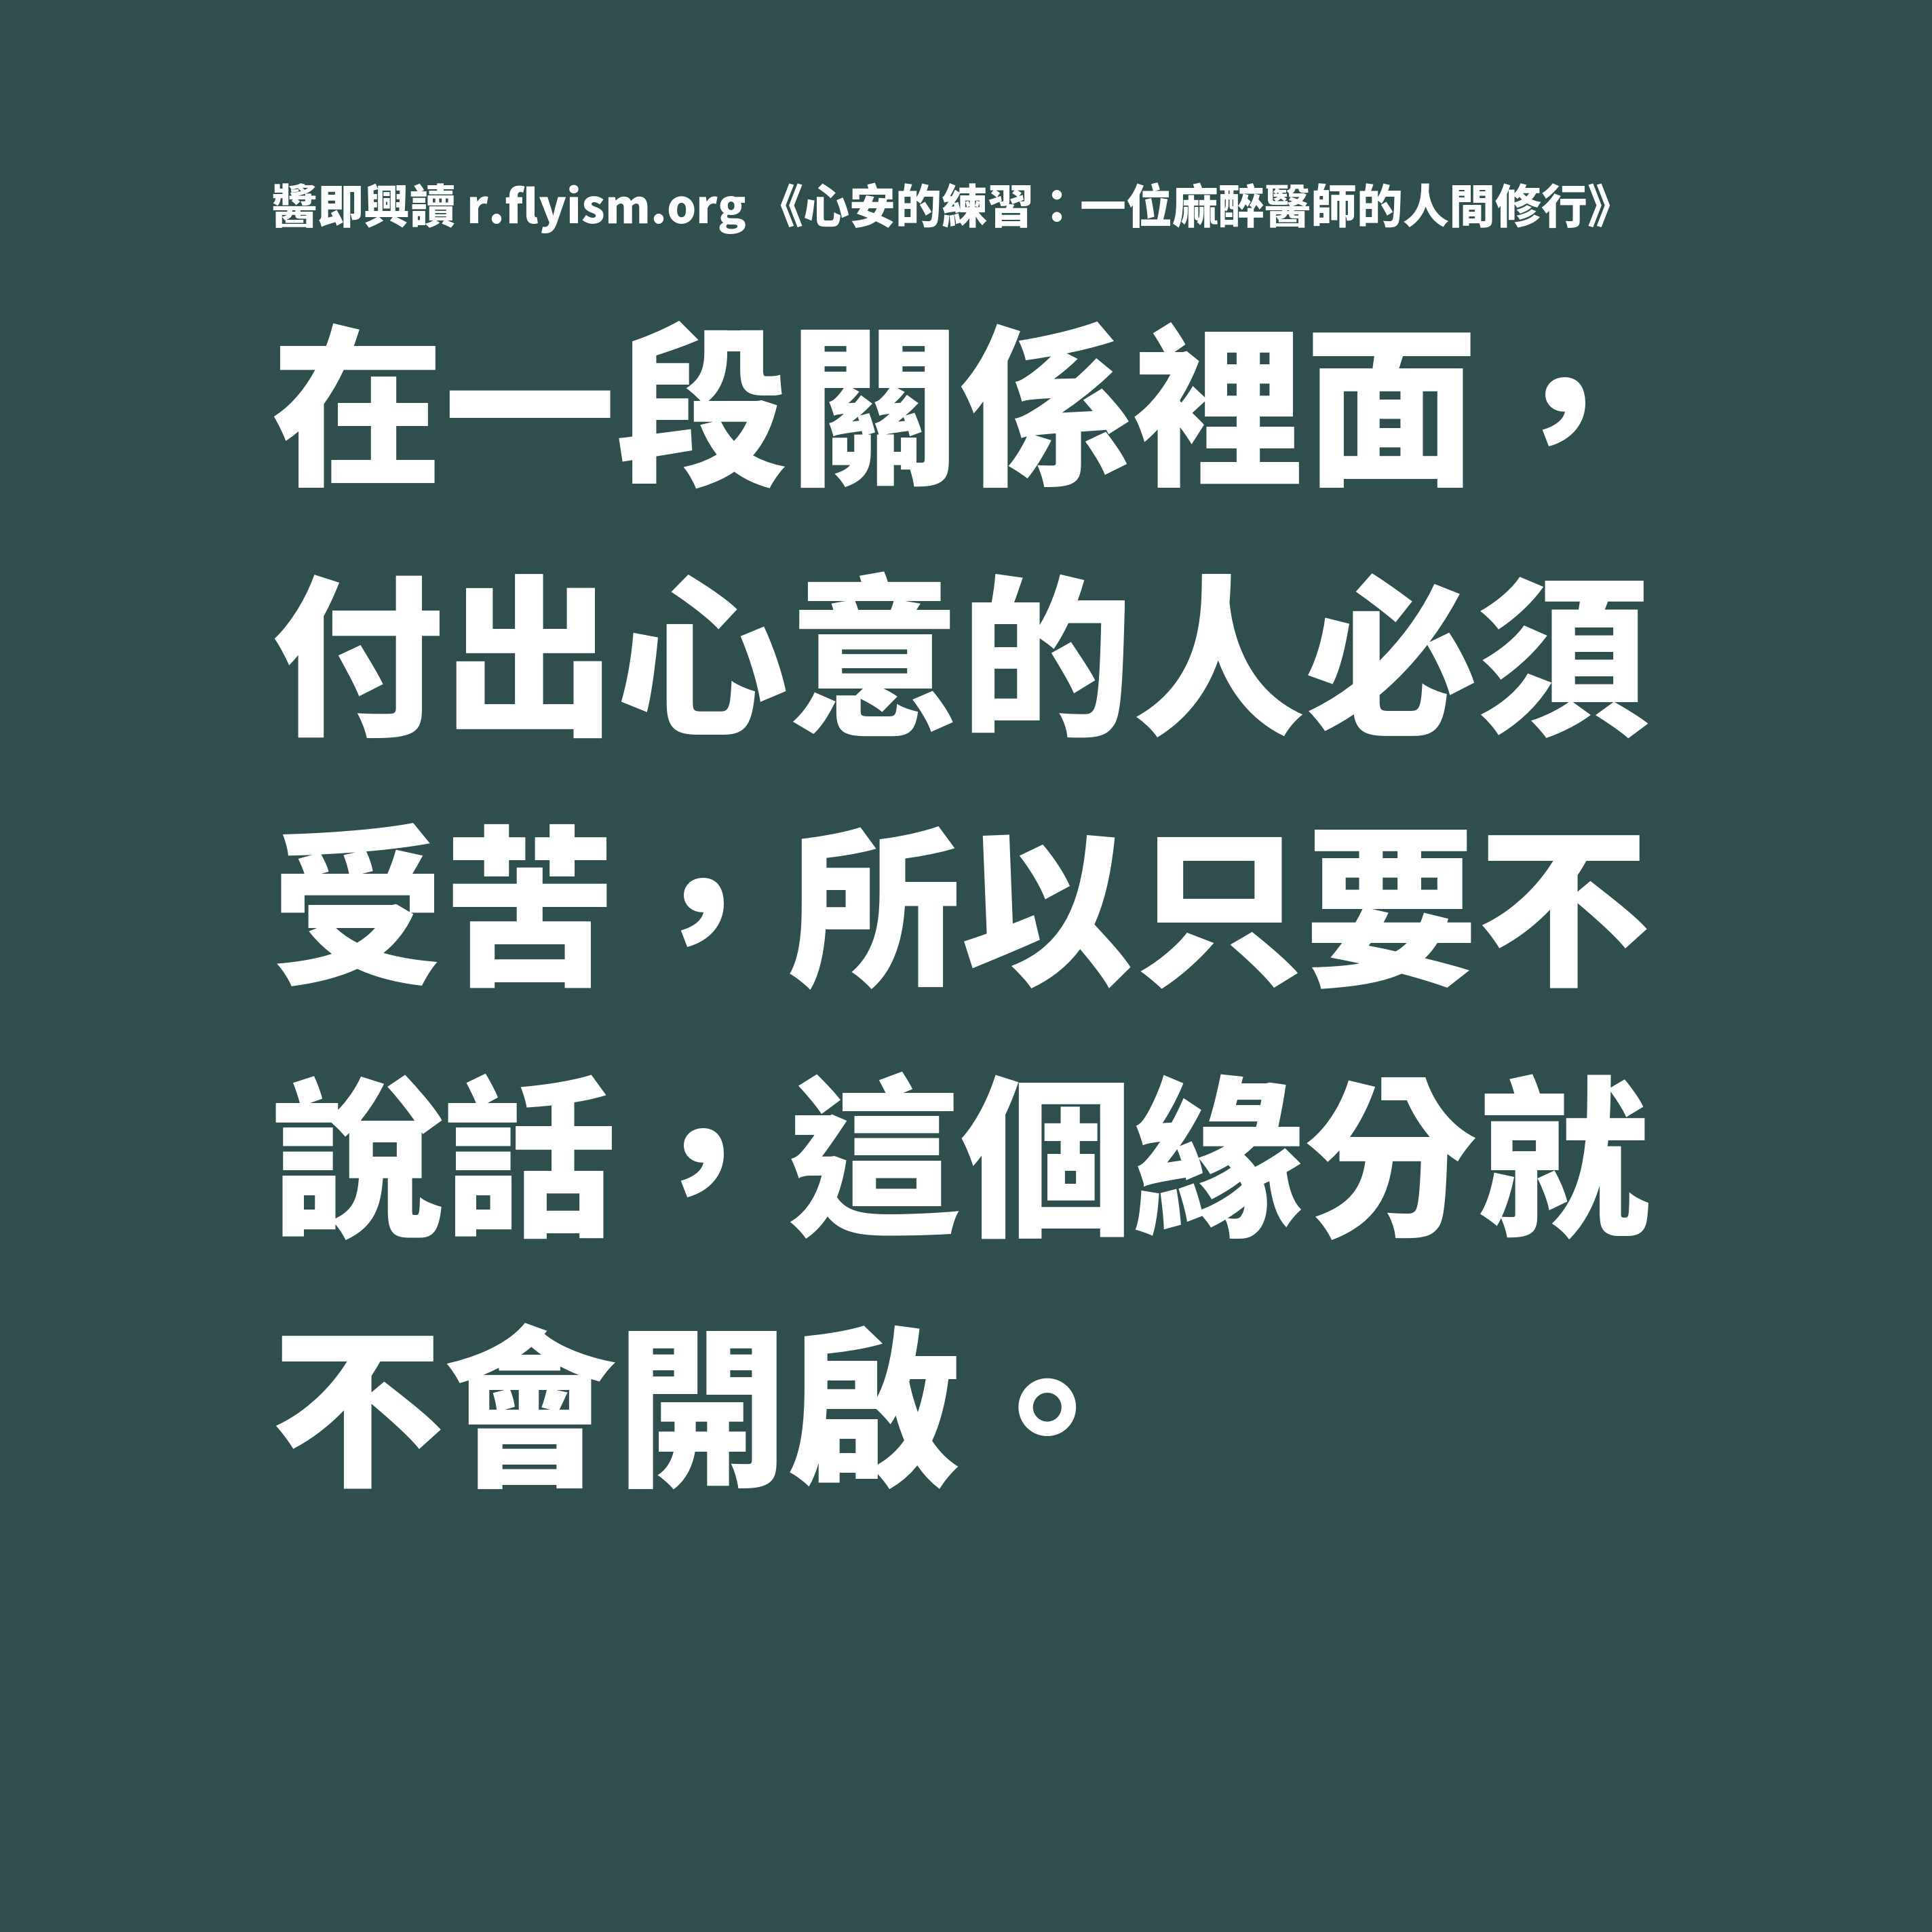 醬即興讀 r.flyism.org《心念的練習：一位麻醉醫師的人間修行》
在一段關係裡面，
付出心意的人必須
受苦，所以只要不
說話，這個緣分就
不會開啟。